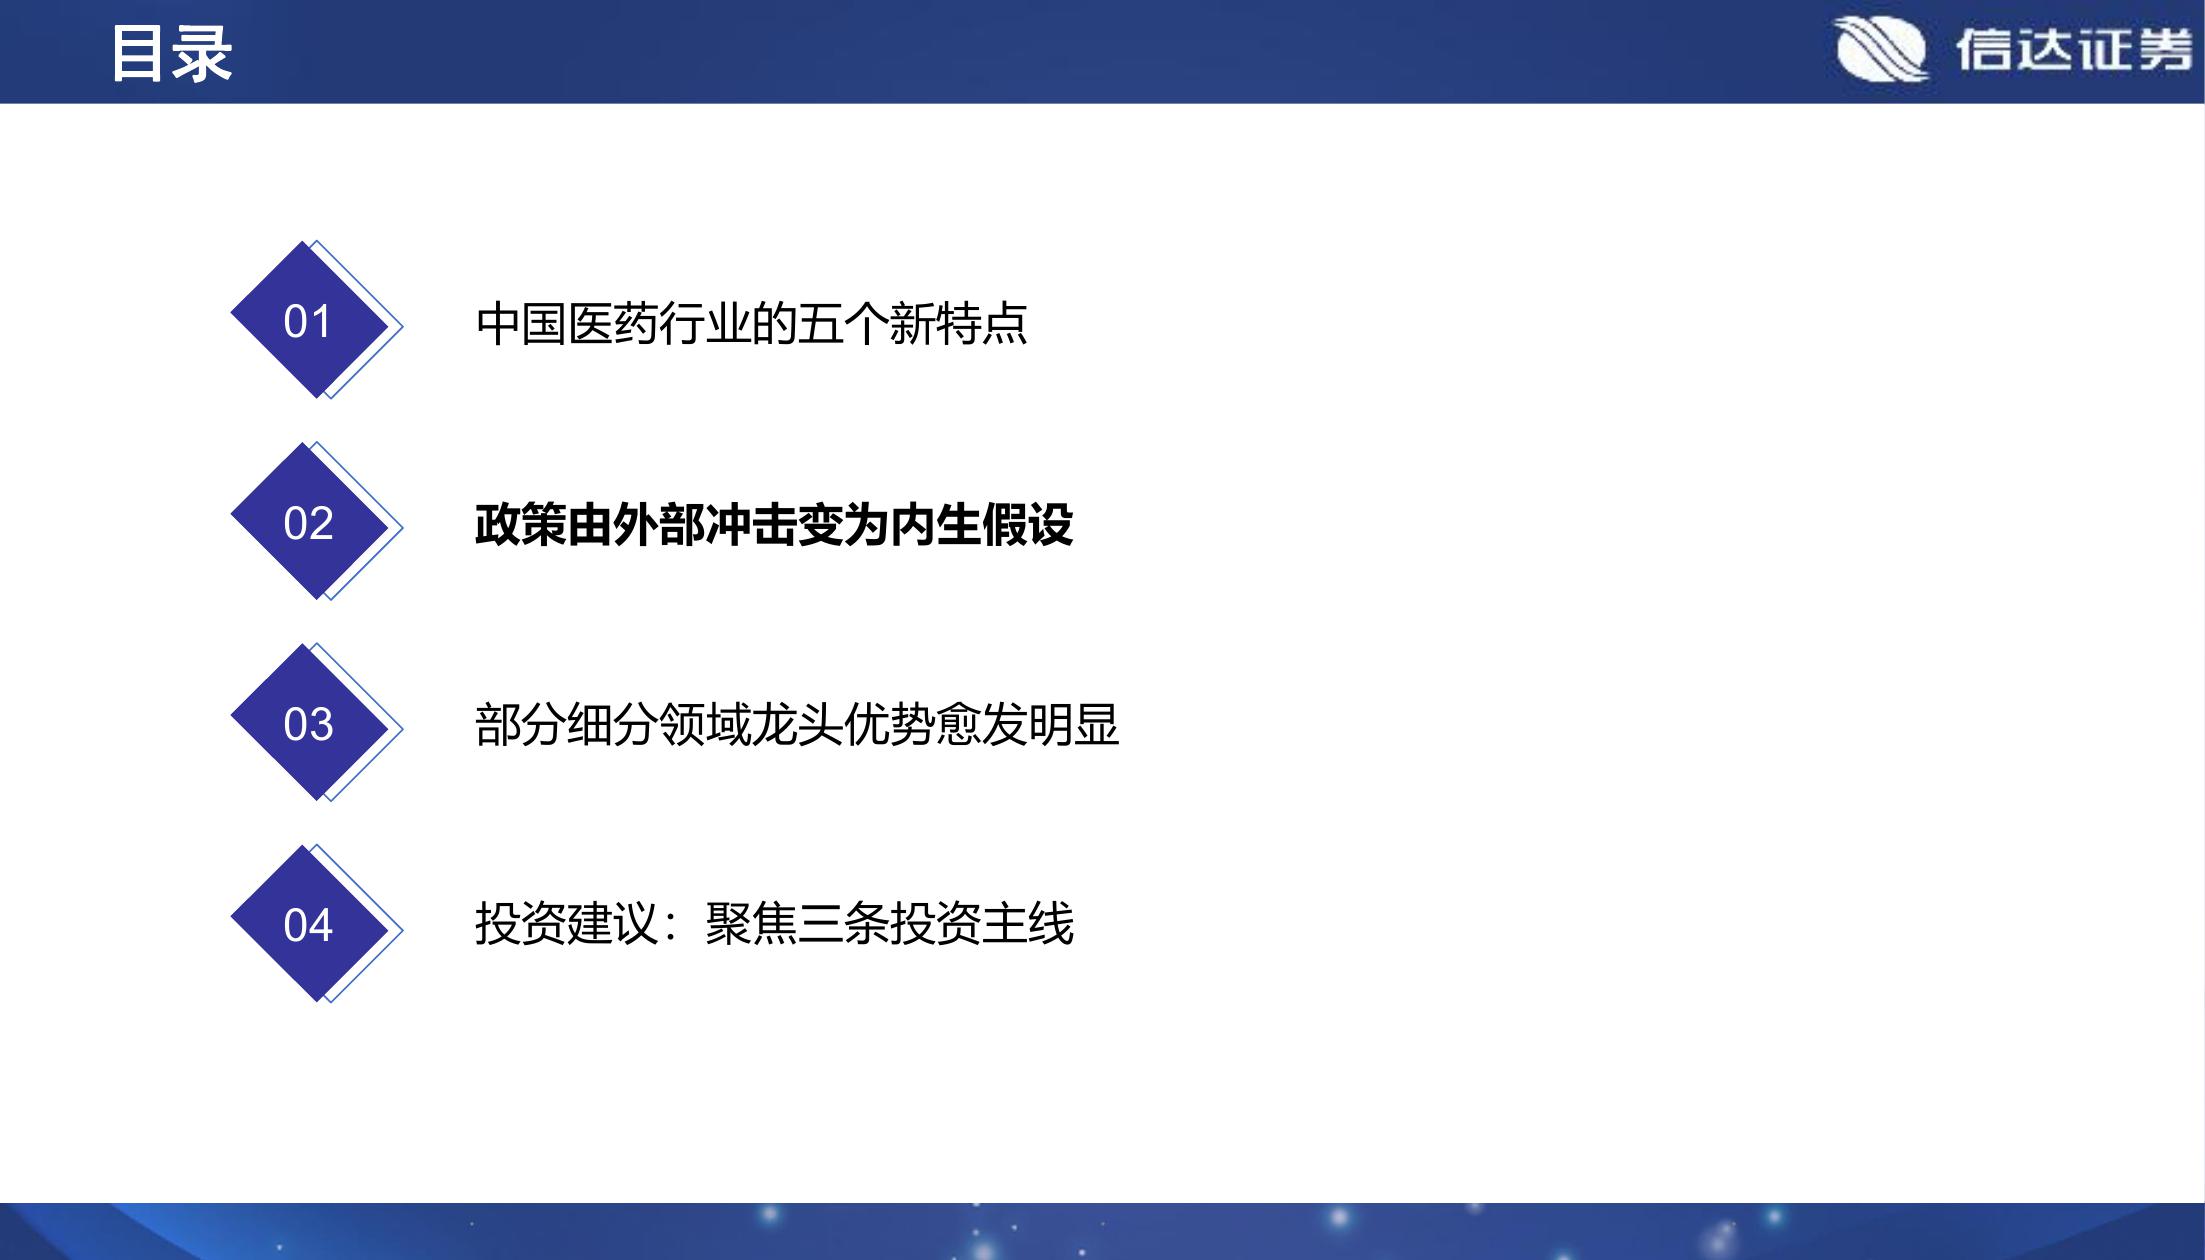 目录
信达证券
01
中国医药行业的五个新特点
02
政策由外部冲击变为内生假设
03
部分细分领域龙头优势愈发明显
04
投资建议：聚焦三条投资主线